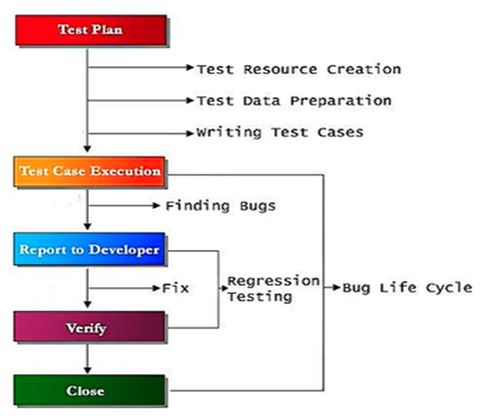 Test Plan
Test Resource Creation
Test Data Preparation
Writing Test Cases
Test Case Execution
Finding Bugs
Report to Developer
Fix
Regression
Testing
Bug Life Cycle
Verify
Close